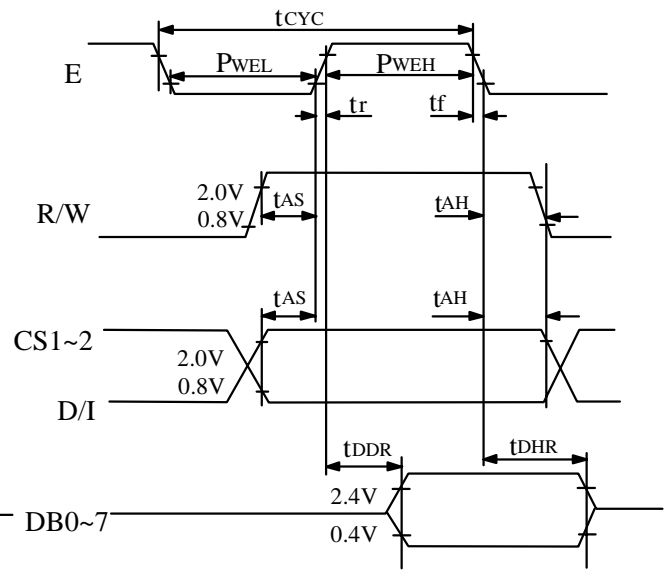 tCYC
E
PWEL
PWEH
tr
tf
2.0V
tAS
tAH
R/W
0.8V
tAS
tAH
CS1~2
2.0V
0.8V
D/I
tDDR
tDHR
2.4V
DB0~7
0.4V